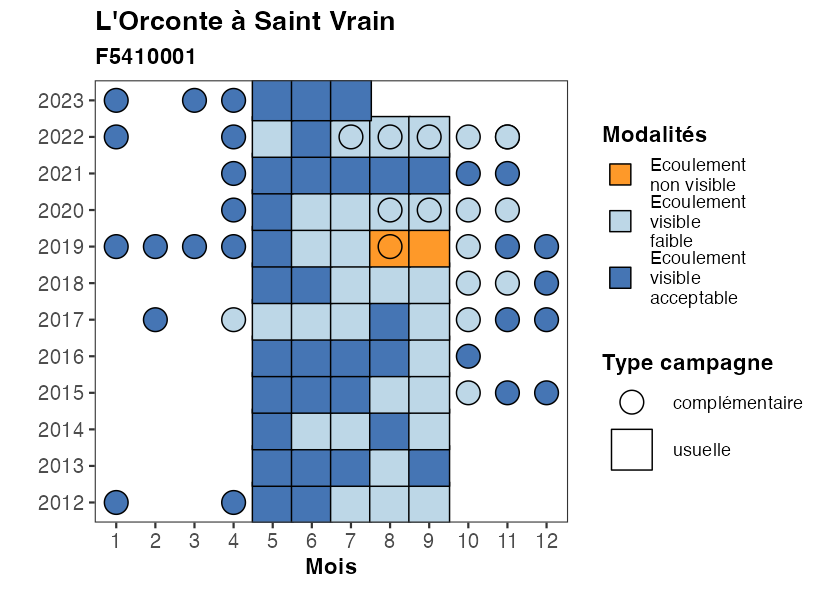 L'Orconte à Saint Vrain
F5410001
2023
2022
2021
2020
2019
2018
2017
2016
2015
2014
2013
2012
1 2 3 4 5 6 7 8 9 10 11 12
Mois
Modalités
Ecoulement
non visible
Ecoulement
visible
faible
Ecoulement
visible
acceptable
Type campagne
complémentaire
usuelle